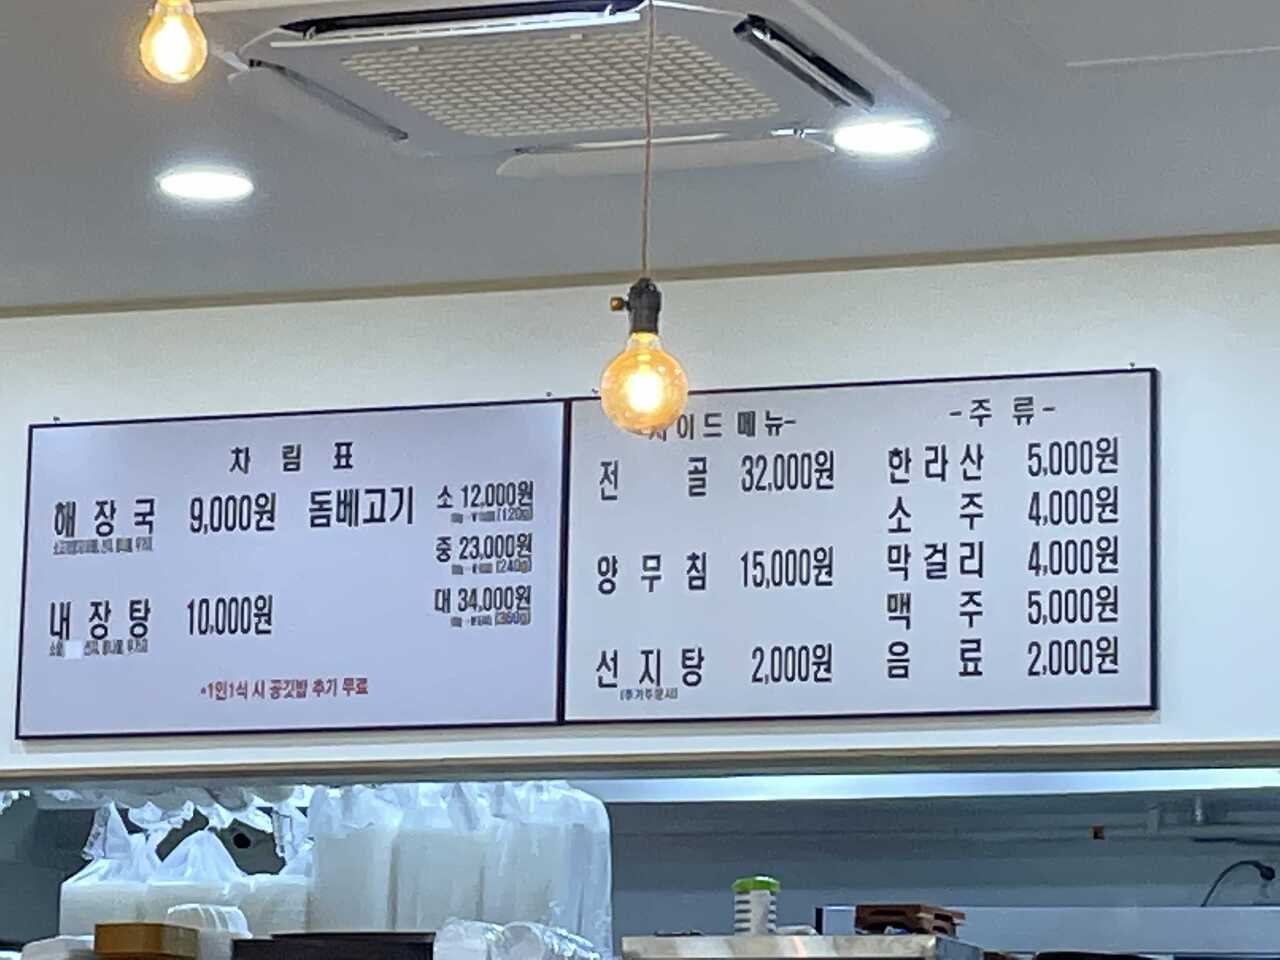 차림표
해장국 9,000원
내장탕 10,000원
돔베고기
소 12,000원
(120g)
중 23,000원
(240g)
대 34,000원
(360g)
*1인1식 시 공깃밥 추가 무료
이드 메뉴-
전골 32,000원
양무침 15,000원
선지탕 2,000원
(추가주문시)
-주류-
한라산 5,000원
소주 4,000원
막걸리 4,000원
맥주 5,000원
음료 2,000원